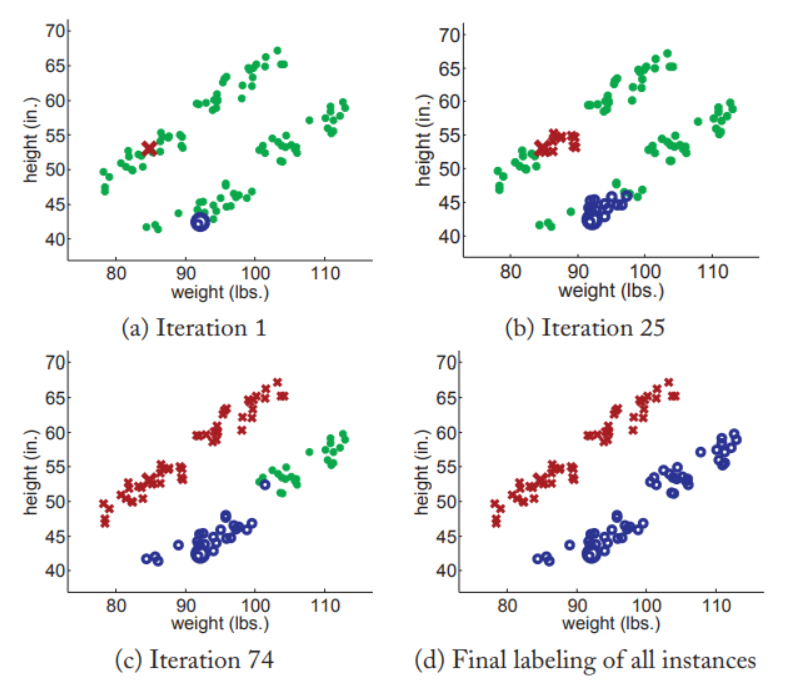 70
65
60
55
50
45
40
height (in.)
80 90 100 110
weight (lbs.)
(a) Iteration 1
70
65
60
55
50
45
40
height (in.)
80 90 100 110
weight (lbs.)
(b) Iteration 25
70
65
60
55
50
45
40
height (in.)
80 90 100 110
weight (lbs.)
(c) Iteration 74
70
65
60
55
50
45
40
height (in.)
80 90 100 110
weight (lbs.)
(d) Final labeling of all instances